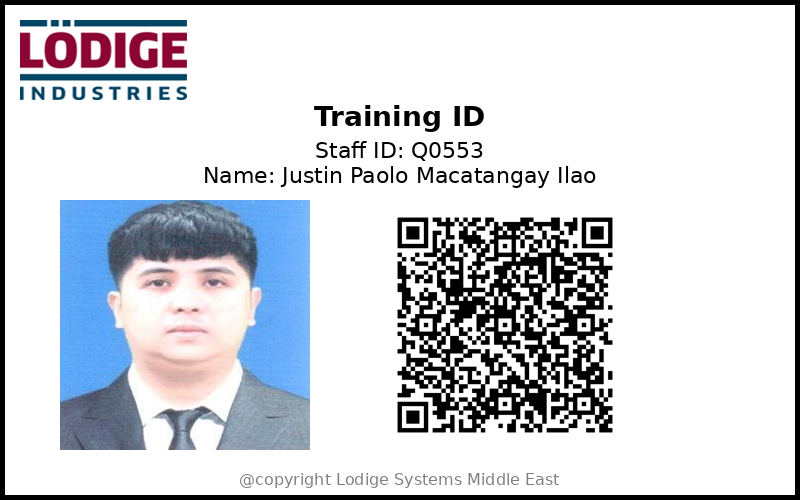 LÖDIGE
INDUSTRIES
Training ID
Staff ID: Q0553
Name: Justin Paolo Macatangay Ilao
@copyright Lodige Systems Middle East